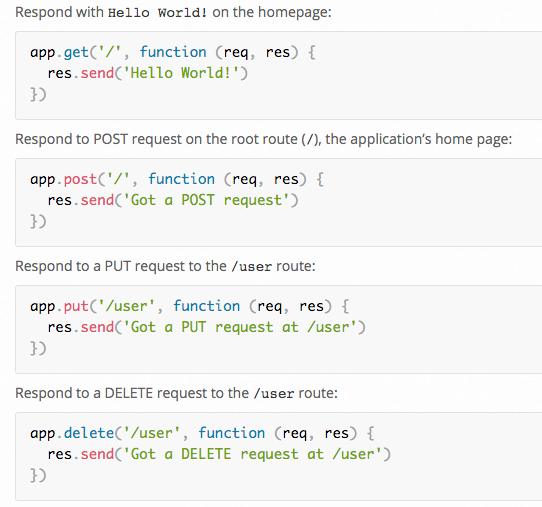 Respond with Hello World! on the homepage:
app.get('/', function (req, res) {
  res.send('Hello World!')
})
Respond to POST request on the root route (/), the application’s home page:
app.post('/', function (req, res) {
  res.send('Got a POST request')
})
Respond to a PUT request to the /user route:
app.put('/user', function (req, res) {
  res.send('Got a PUT request at /user')
})
Respond to a DELETE request to the /user route:
app.delete('/user', function (req, res) {
  res.send('Got a DELETE request at /user')
})